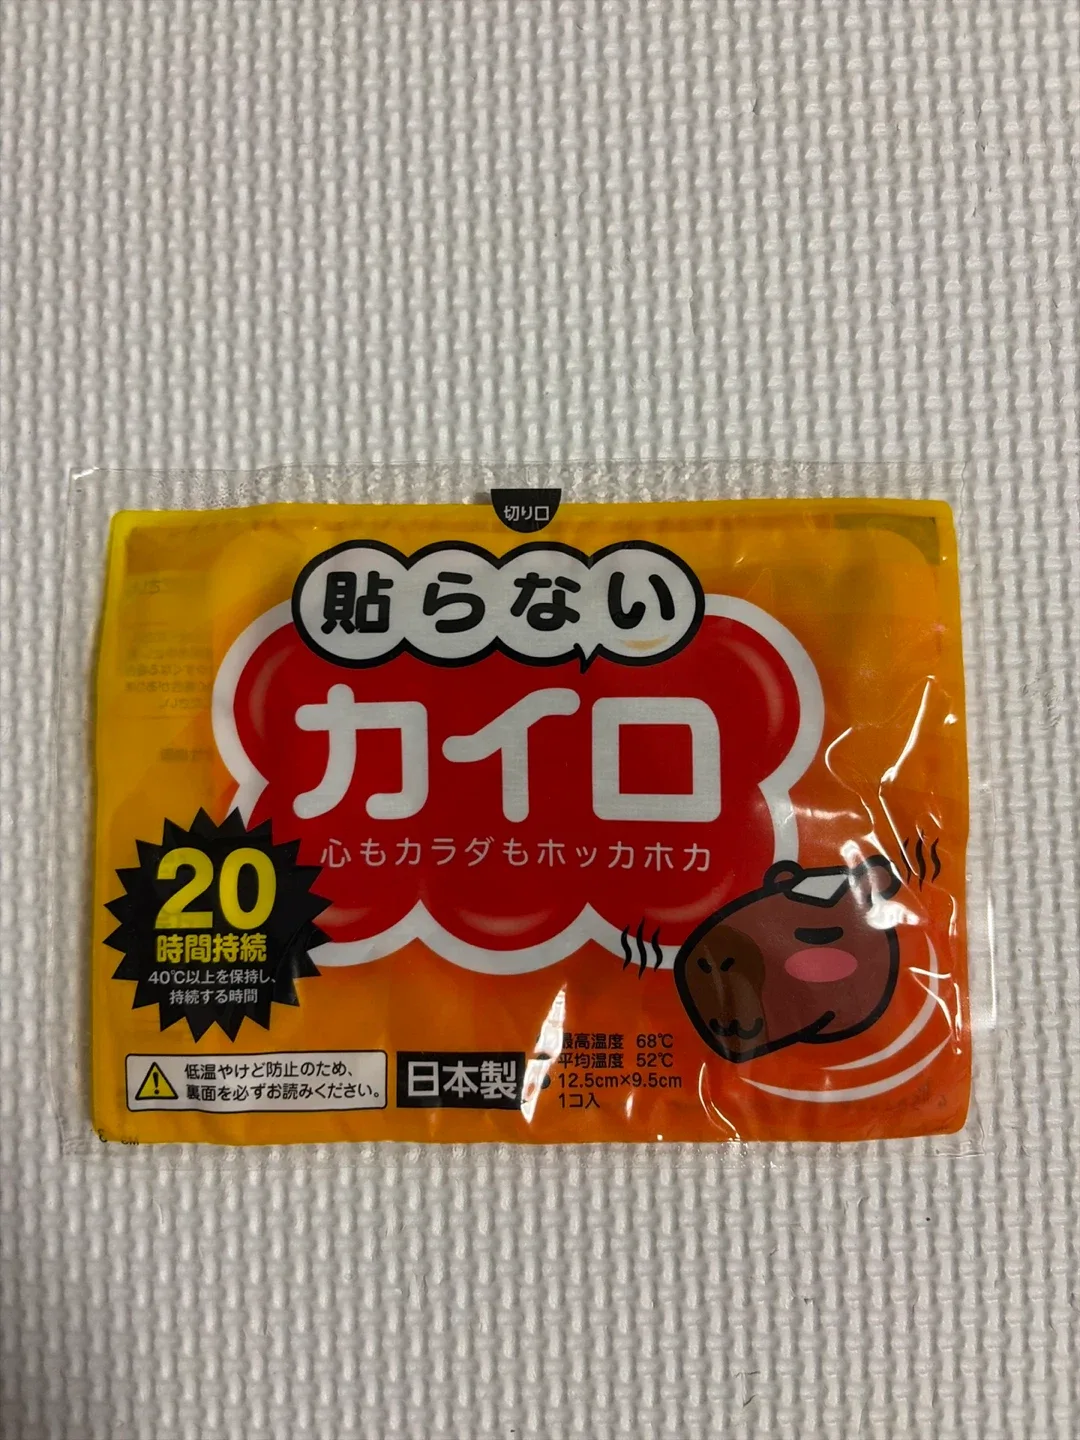 切り口
貼らない
カイロ
心もカラダもホッカホカ
20
時間持続
40℃以上を保持し、
持続する時間
低温やけど防止のため、
裏面を必ずお読みください。
日本製
最高温度 68℃
平均温度 52℃
12.5cm×9.5cm
1コ入